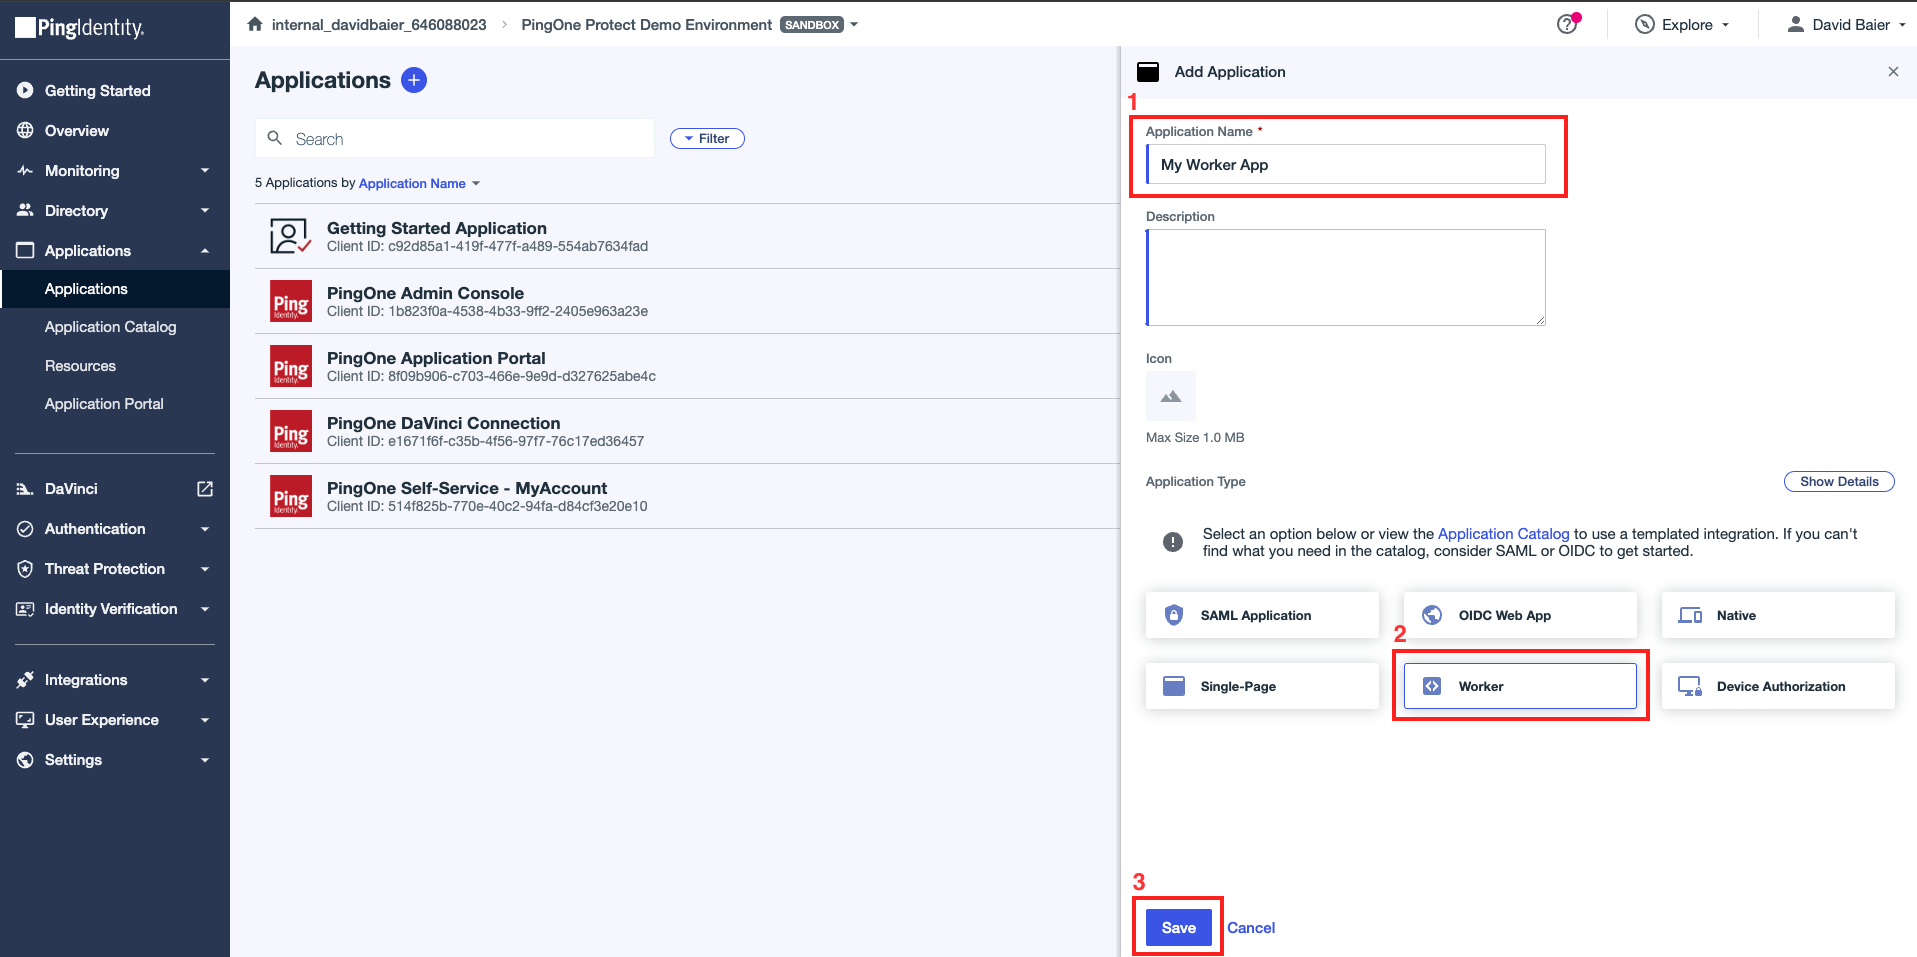 PingIdentity.
internal_davidbaier_646088023
PingOne Protect Demo Environment SANDBOX
Explore
David Baier
Getting Started
Overview
Monitoring
Directory
Applications
Applications
Application Catalog
Resources
Application Portal
DaVinci
Authentication
Threat Protection
Identity Verification
Integrations
User Experience
Settings
Applications
Search
Filter
5 Applications by Application Name
Getting Started Application
Client ID: c92d85a1-419f-477f-a489-554ab7634fad
Ping
Identity.
PingOne Admin Console
Client ID: 1b823f0a-4538-4b33-9ff2-2405e963a23e
Ping
Identity.
PingOne Application Portal
Client ID: 8f09b906-c703-466e-9e9d-d327625abe4c
Ping
Identity.
PingOne DaVinci Connection
Client ID: e1671f6f-c35b-4f56-97f7-76c17ed36457
Ping
Identity.
PingOne Self-Service - MyAccount
Client ID: 514f825b-770e-40c2-94fa-d84cf3e20e10
Add Application
1
Application Name *
My Worker App
Description
Icon
Max Size 1.0 MB
Application Type
Show Details
Select an option below or view the Application Catalog to use a templated integration. If you can't
find what you need in the catalog, consider SAML or OIDC to get started.
SAML Application
OIDC Web App
Native
2
Single-Page
Worker
Device Authorization
3
Save
Cancel